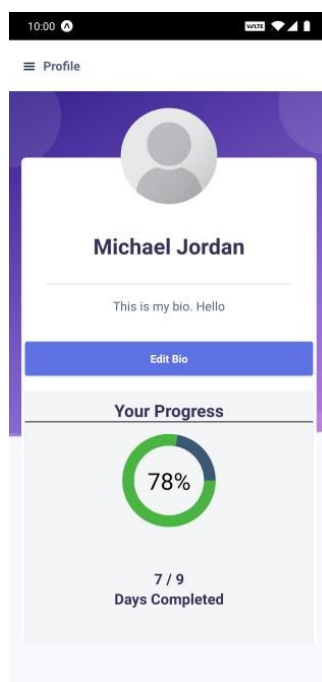 10:00
Profile
Michael Jordan
This is my bio. Hello
Edit Bio
Your Progress
78%
7 / 9
Days Completed